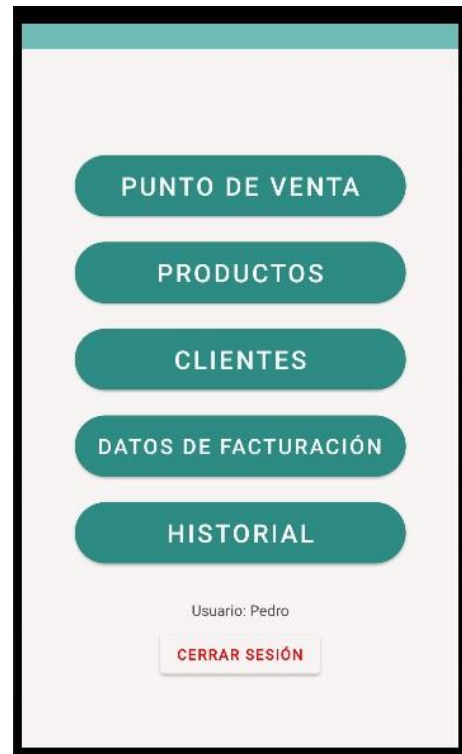 PUNTO DE VENTA
PRODUCTOS
CLIENTES
DATOS DE FACTURACIÓN
HISTORIAL
Usuario: Pedro
CERRAR SESIÓN